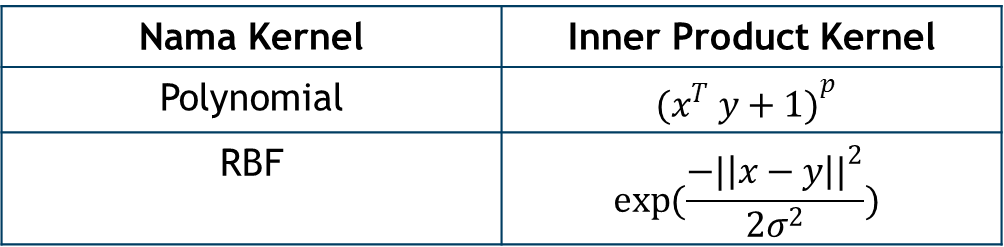 Nama Kernel Inner Product Kernel
Polynomial (x^T y + 1)^p
RBF exp(−||x − y||^2 / 2σ^2)